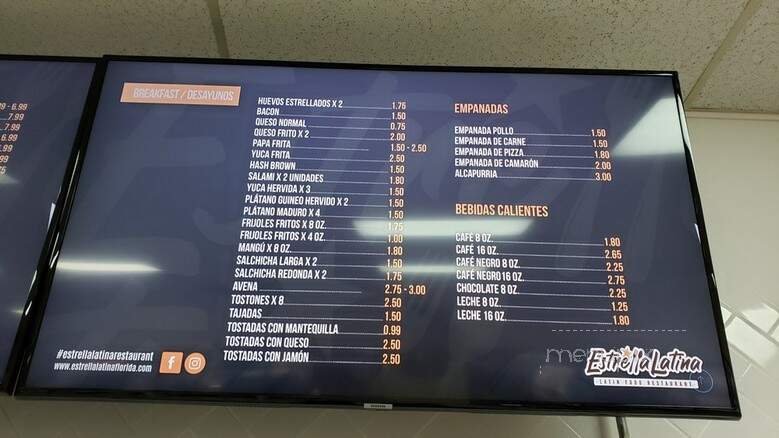 - 6.99
7.99
BREAKFAST / DESAYUNOS
HUEVOS ESTRELLADOS X 2 1.75
BACON 1.50
QUESO NORMAL 0.75
QUESO FRITO X 2 2.00
PAPA FRITA 1.50 - 2.50
YUCA FRITA 2.50
HASH BROWN 1.50
SALAMI X 2 UNIDADES 1.80
YUCA HERVIDA X 3 1.50
PLÁTANO GUINEO HERVIDO X 2 1.50
PLÁTANO MADURO X 4 1.50
FRIJOLES FRITOS X 8 OZ. 1.75
FRIJOLES FRITOS X 4 OZ. 1.00
MANGÚ X 8 OZ. 1.80
SALCHICHA LARGA X 2 1.50
SALCHICHA REDONDA X 2 1.75
AVENA 2.75 - 3.00
TOSTONES X 8 2.50
TAJADAS 1.50
TOSTADAS CON MANTEQUILLA 0.99
TOSTADAS CON QUESO 2.50
TOSTADAS CON JAMÓN 2.50
EMPANADAS
EMPANADA POLLO 1.50
EMPANADA DE CARNE 1.50
EMPANADA DE PIZZA 1.80
EMPANADA DE CAMARÓN 2.00
ALCAPURRIA 3.00
BEBIDAS CALIENTES
CAFÉ 8 OZ. 1.80
CAFÉ 16 OZ. 2.65
CAFÉ NEGRO 8 OZ. 2.25
CAFÉ NEGRO 16 OZ. 2.75
CHOCOLATE 8 OZ. 2.25
LECHE 8 OZ. 1.25
LECHE 16 OZ. 1.80
#estrellalatinarestaurant
www.estrellalatinaflorida.com
Estrella Latina
LATIN FOOD RESTAURANT